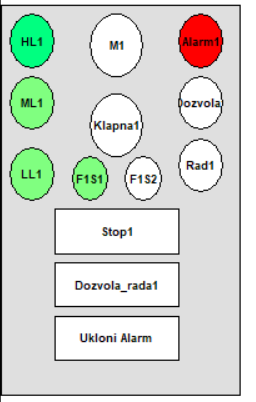 HL1
M1
Alarm1
ML1
Dozvola
Klapna1
LL1
F1S1
F1S2
Rad1
Stop1
Dozvola_rada1
Ukloni Alarm